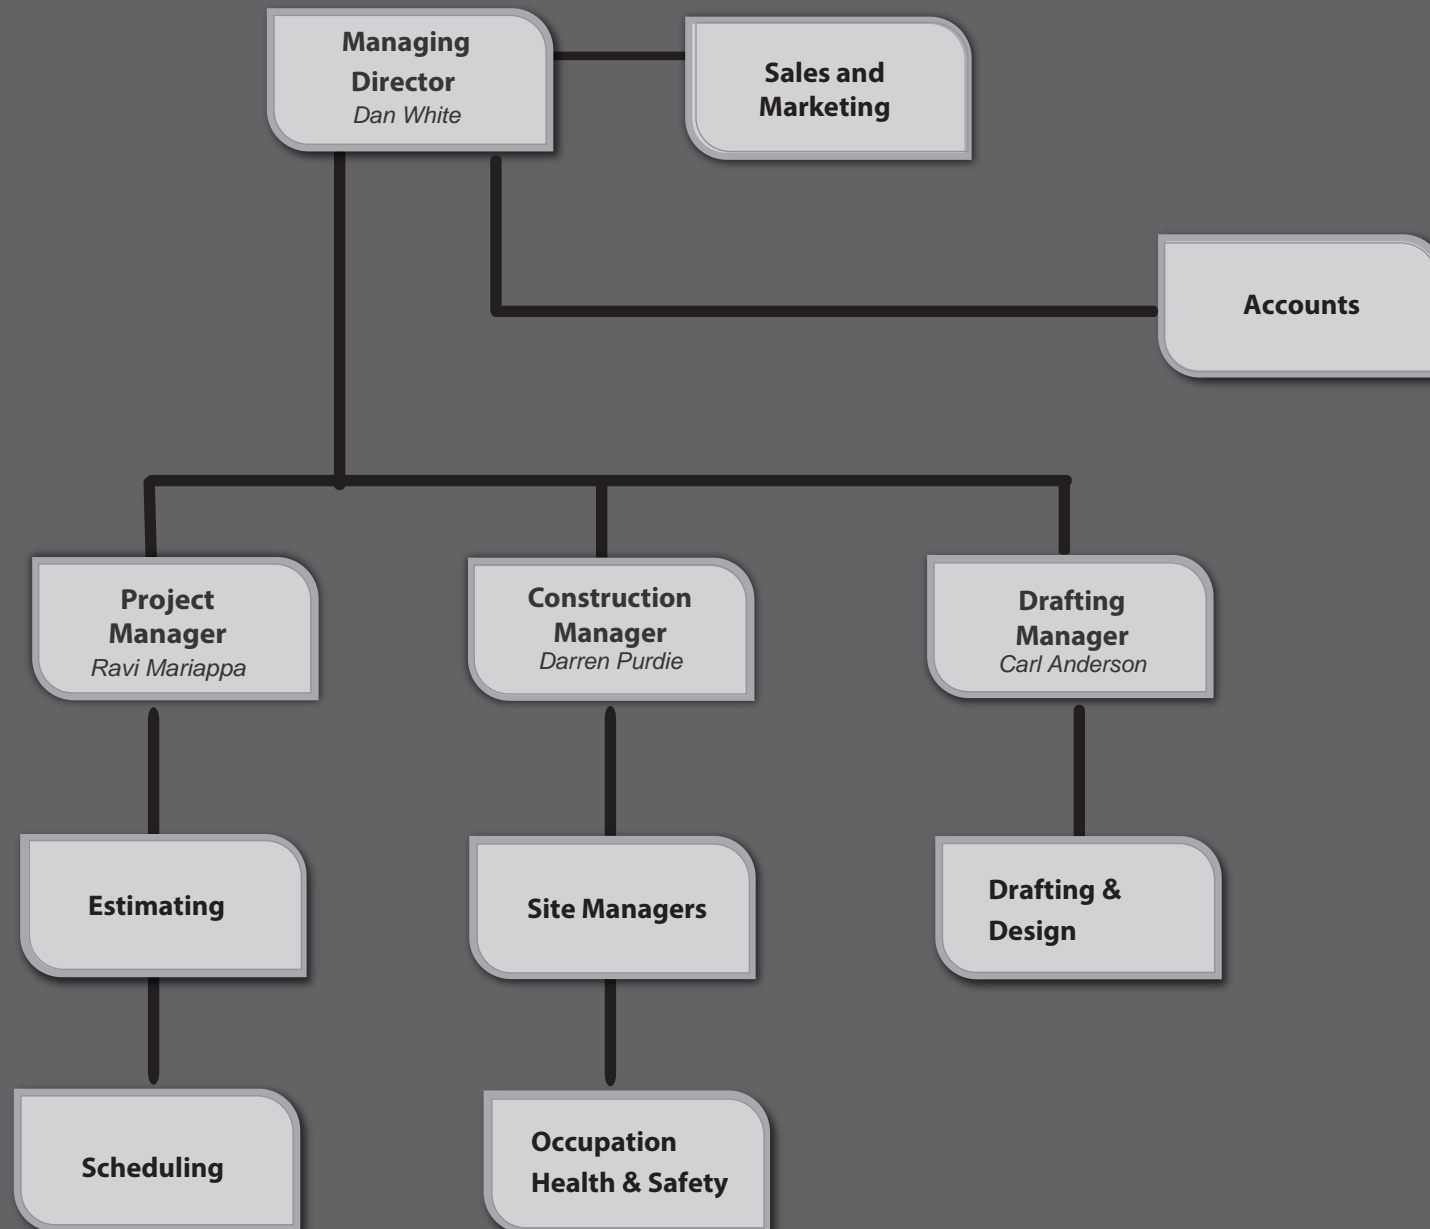 Managing
Director
Dan White
Sales and
Marketing
Accounts
Project
Manager
Ravi Mariappa
Construction
Manager
Darren Purdie
Drafting
Manager
Carl Anderson
Estimating
Site Managers
Drafting &
Design
Scheduling
Occupation
Health & Safety